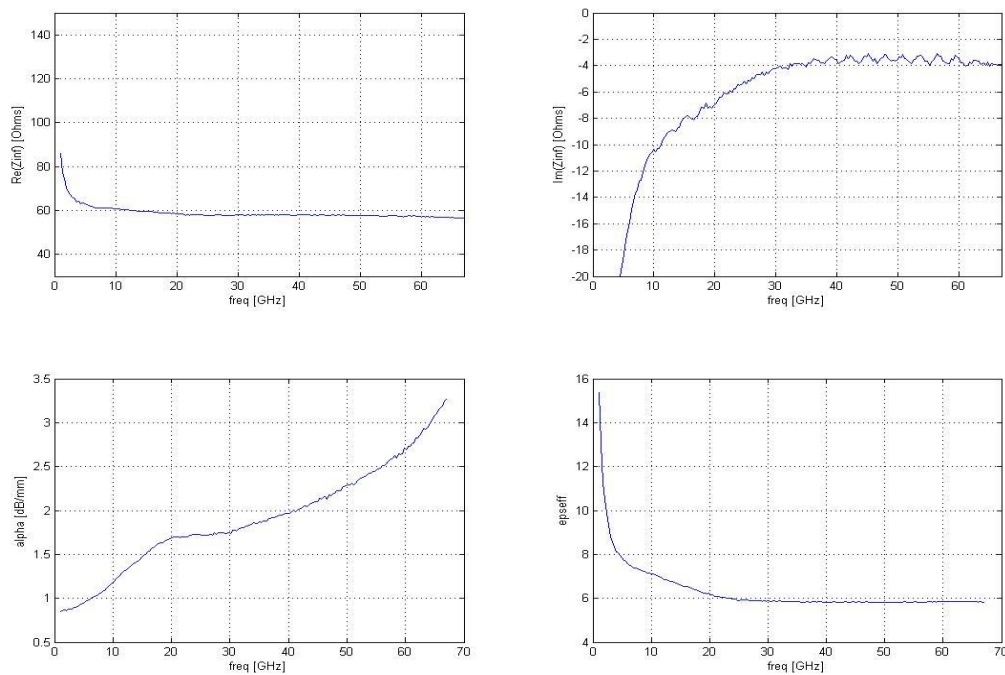 140
120
100
80
60
40
Re(Zinf) [Ohms]
0 10 20 30 40 50 60
freq [GHz]
0
-2
-4
-6
-8
-10
-12
-14
-16
-18
-20
Im(Zinf) [Ohms]
0 10 20 30 40 50 60
freq [GHz]
3.5
3
2.5
2
1.5
1
0.5
alpha [dB/mm]
0 10 20 30 40 50 60 70
freq [GHz]
16
14
12
10
8
6
4
epseff
0 10 20 30 40 50 60 70
freq [GHz]